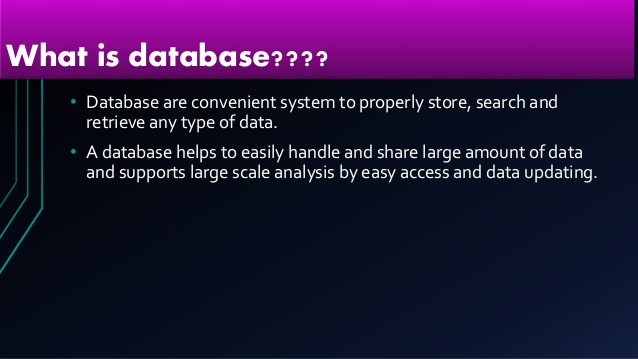 What is database????
• Database are convenient system to properly store, search and
retrieve any type of data.
• A database helps to easily handle and share large amount of data
and supports large scale analysis by easy access and data updating.